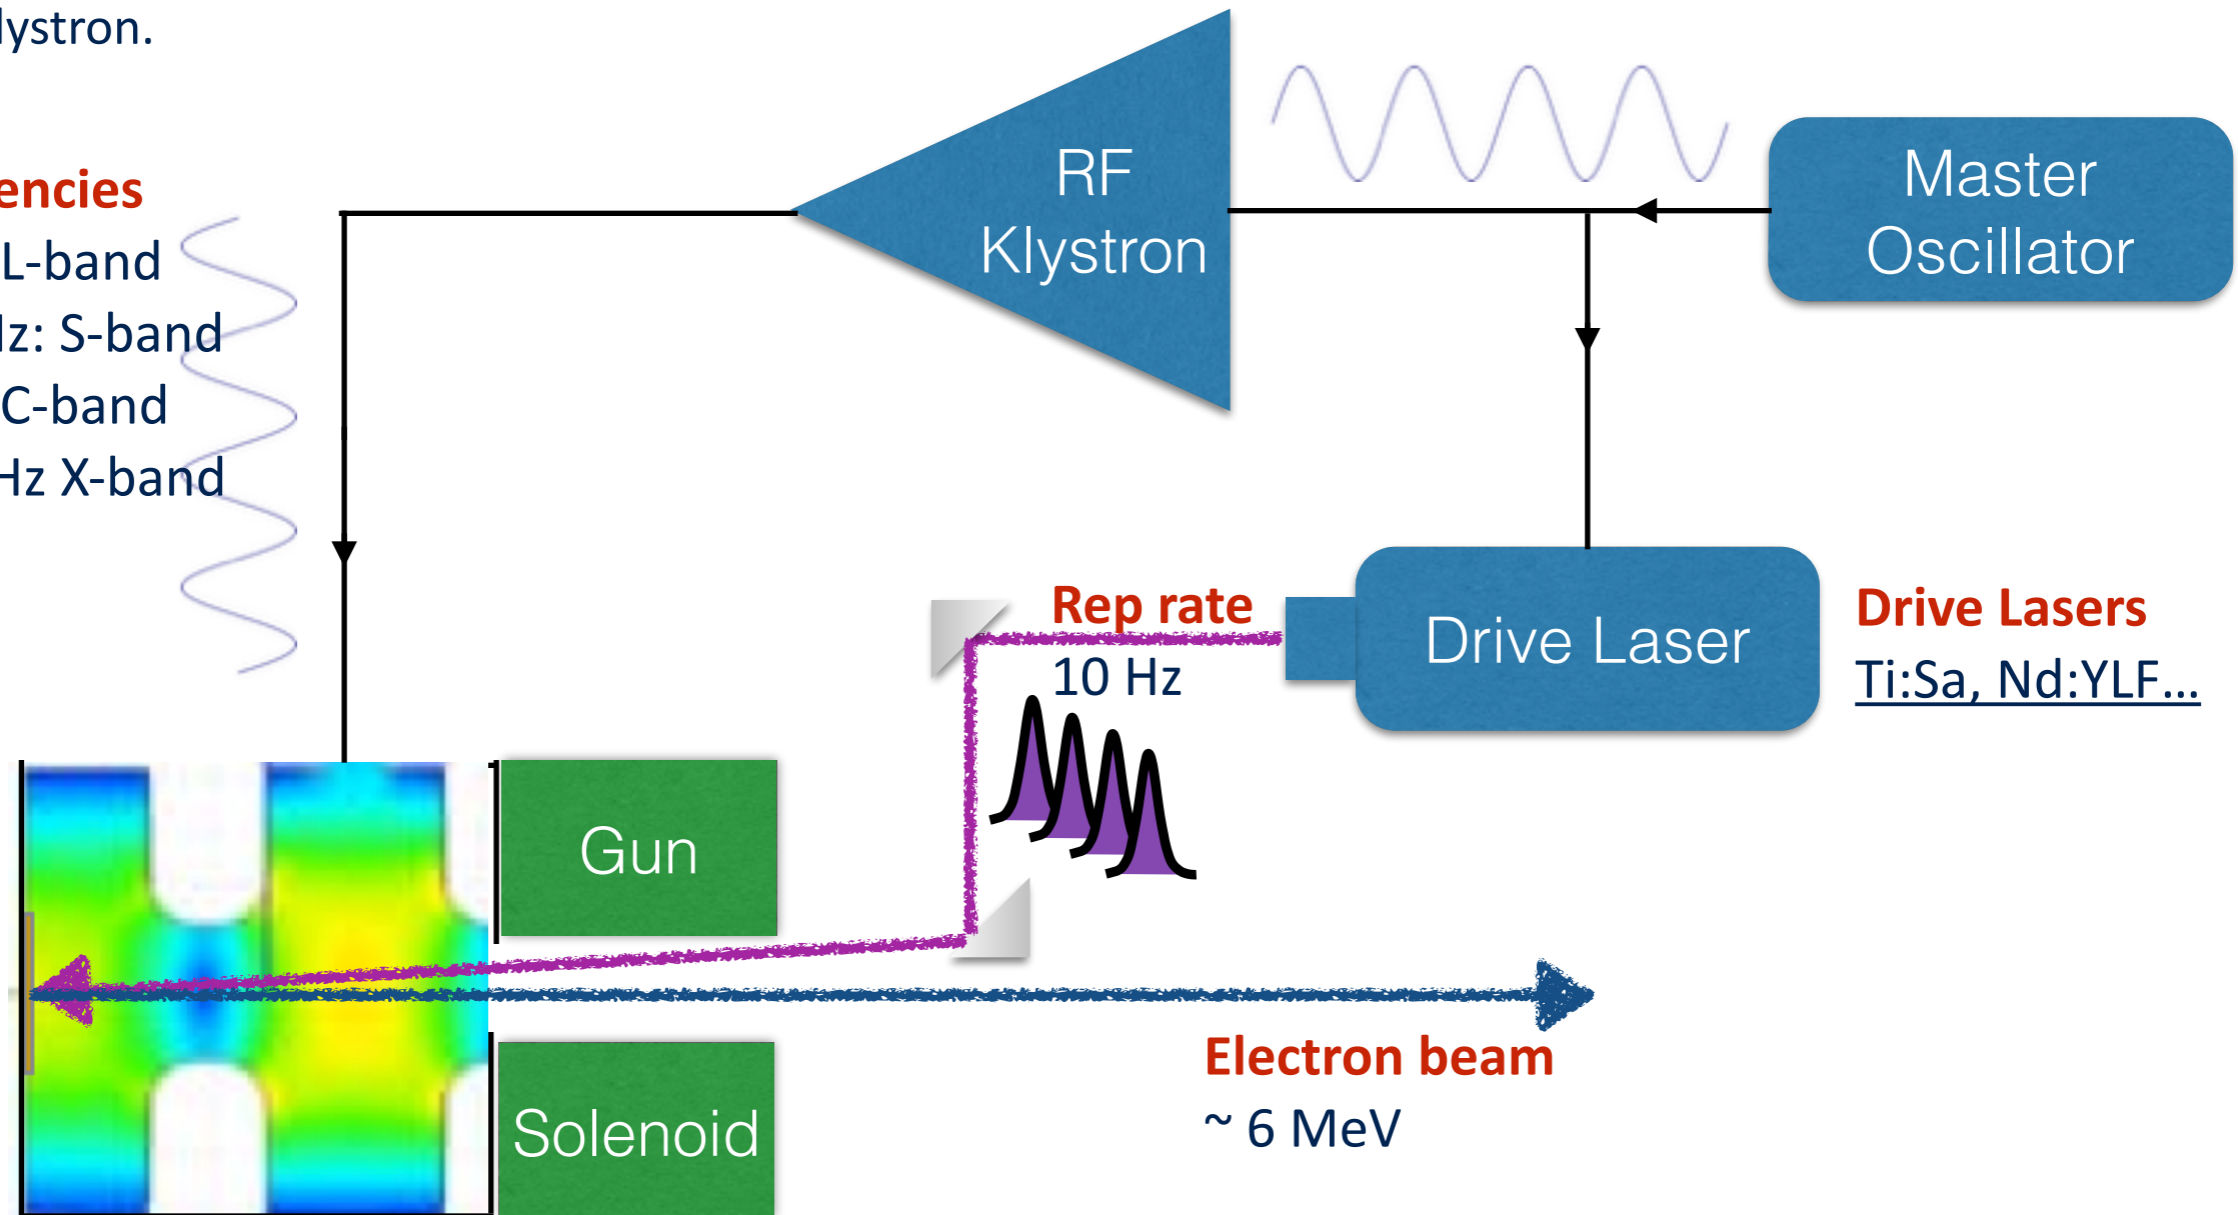 lystron.
encies
L-band
Hz: S-band
C-band
Hz X-band
RF
Klystron
Master
Oscillator
Rep rate
10 Hz
Drive Laser
Drive Lasers
Ti:Sa, Nd:YLF...
Gun
Solenoid
Electron beam
~ 6 MeV